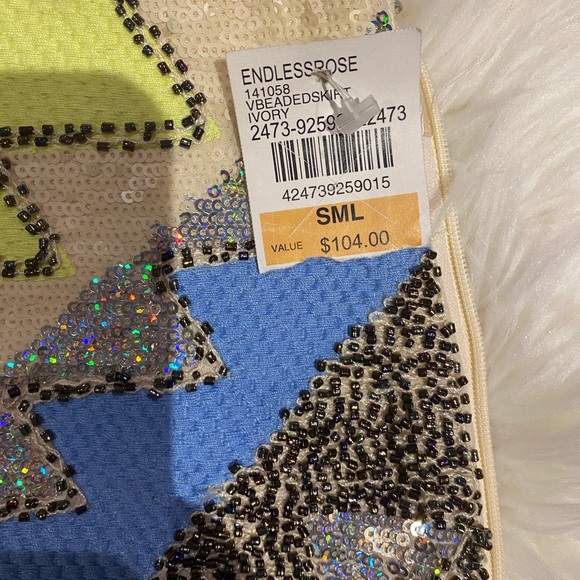 ENDLESSROSE
141058
VBEADEDSKIRT
IVORY
424739259015
SML
VALUE $104.00